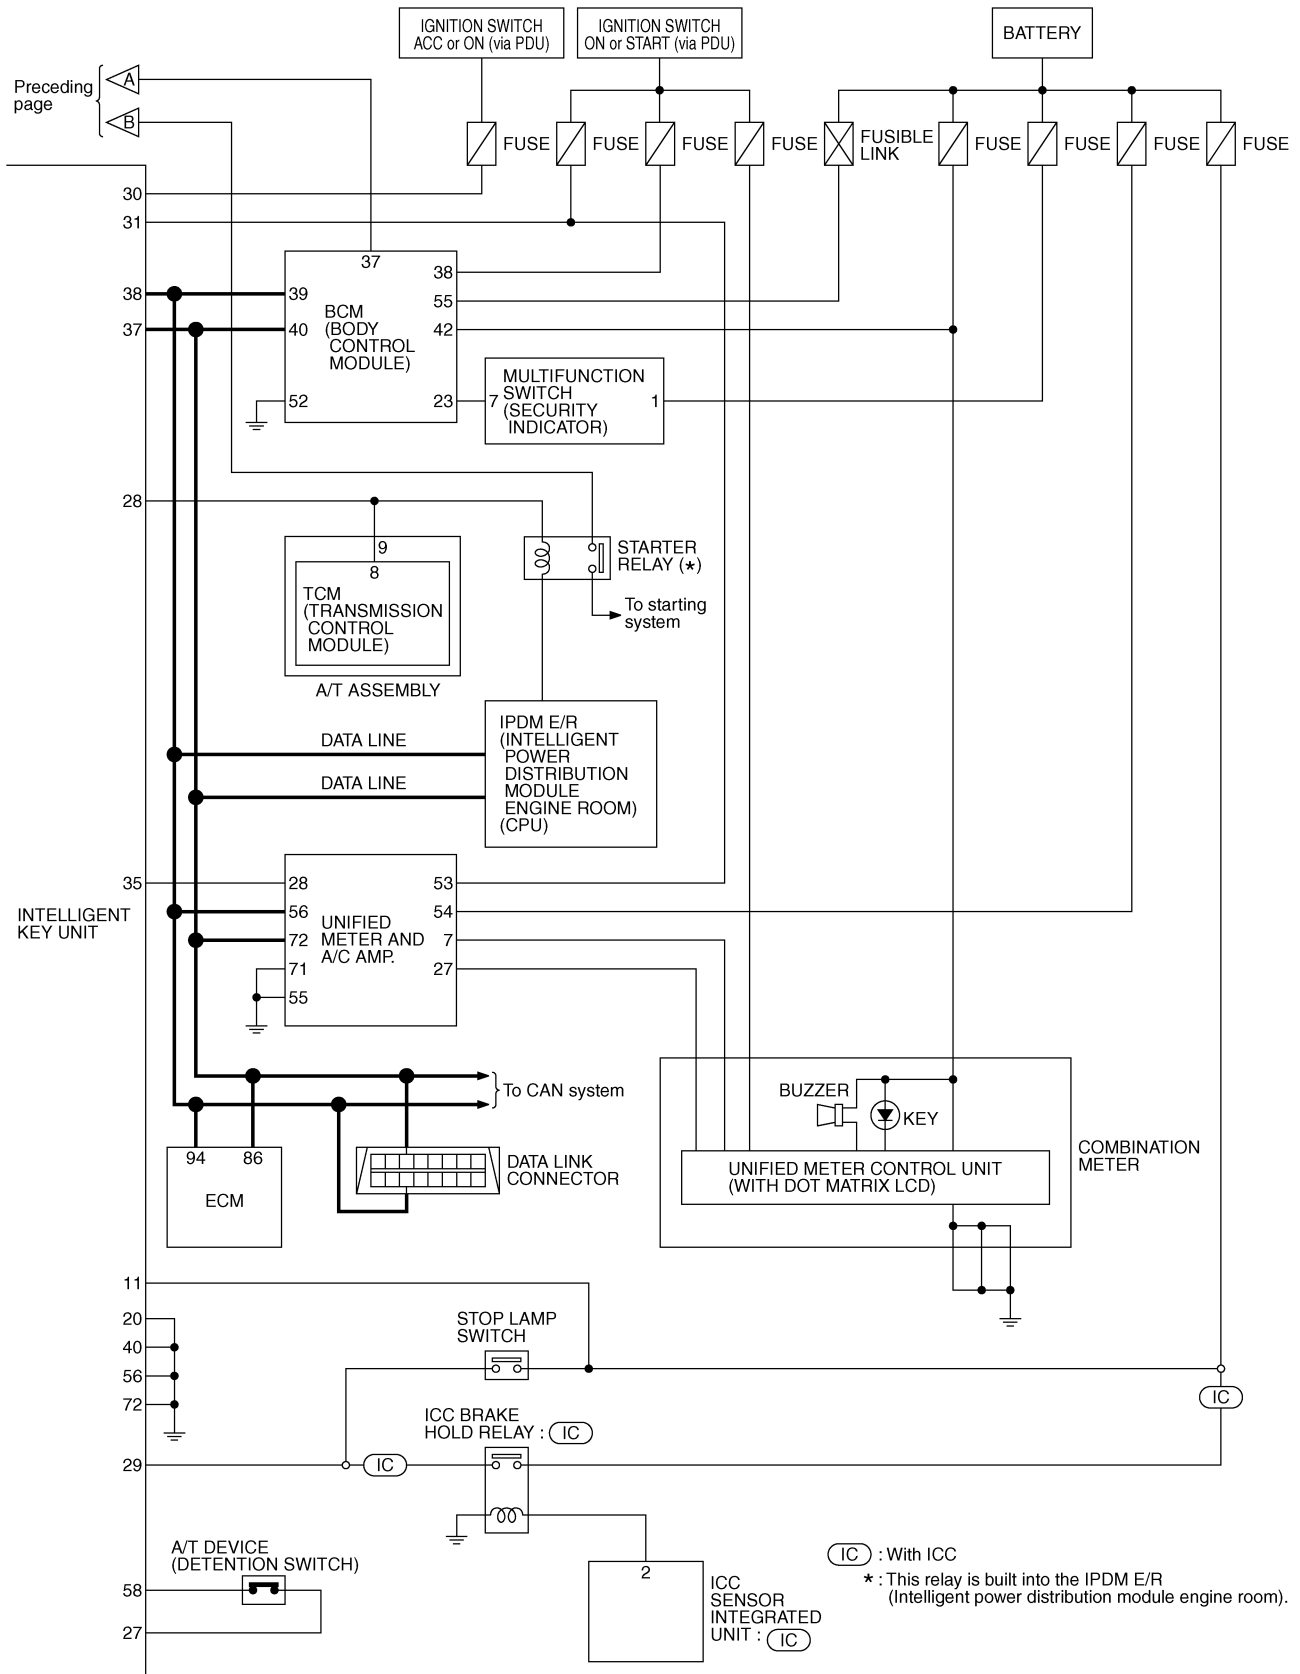 IGNITION SWITCH
ACC or ON (via PDU)
IGNITION SWITCH
ON or START (via PDU)
BATTERY
Preceding
page
A
B
FUSE
FUSE
FUSE
FUSE
FUSIBLE
LINK
FUSE
FUSE
FUSE
FUSE
30
31
37
38
38
39
55
BCM
(BODY
CONTROL
MODULE)
37
40
42
MULTIFUNCTION
SWITCH
(SECURITY
INDICATOR)
52
23
7
1
28
9
8
TCM
(TRANSMISSION
CONTROL
MODULE)
A/T ASSEMBLY
STARTER
RELAY (*)
To starting
system
DATA LINE
DATA LINE
IPDM E/R
(INTELLIGENT
POWER
DISTRIBUTION
MODULE
ENGINE ROOM)
(CPU)
35
28
53
56
54
72
7
71
27
55
UNIFIED
METER AND
A/C AMP.
INTELLIGENT
KEY UNIT
To CAN system
94
86
ECM
DATA LINK
CONNECTOR
BUZZER
KEY
UNIFIED METER CONTROL UNIT
(WITH DOT MATRIX LCD)
COMBINATION
METER
11
20
40
56
72
STOP LAMP
SWITCH
IC
ICC BRAKE
HOLD RELAY : IC
29
IC
A/T DEVICE
(DETENTION SWITCH)
58
27
2
ICC
SENSOR
INTEGRATED
UNIT : IC
IC : With ICC
* : This relay is built into the IPDM E/R
(Intelligent power distribution module engine room).